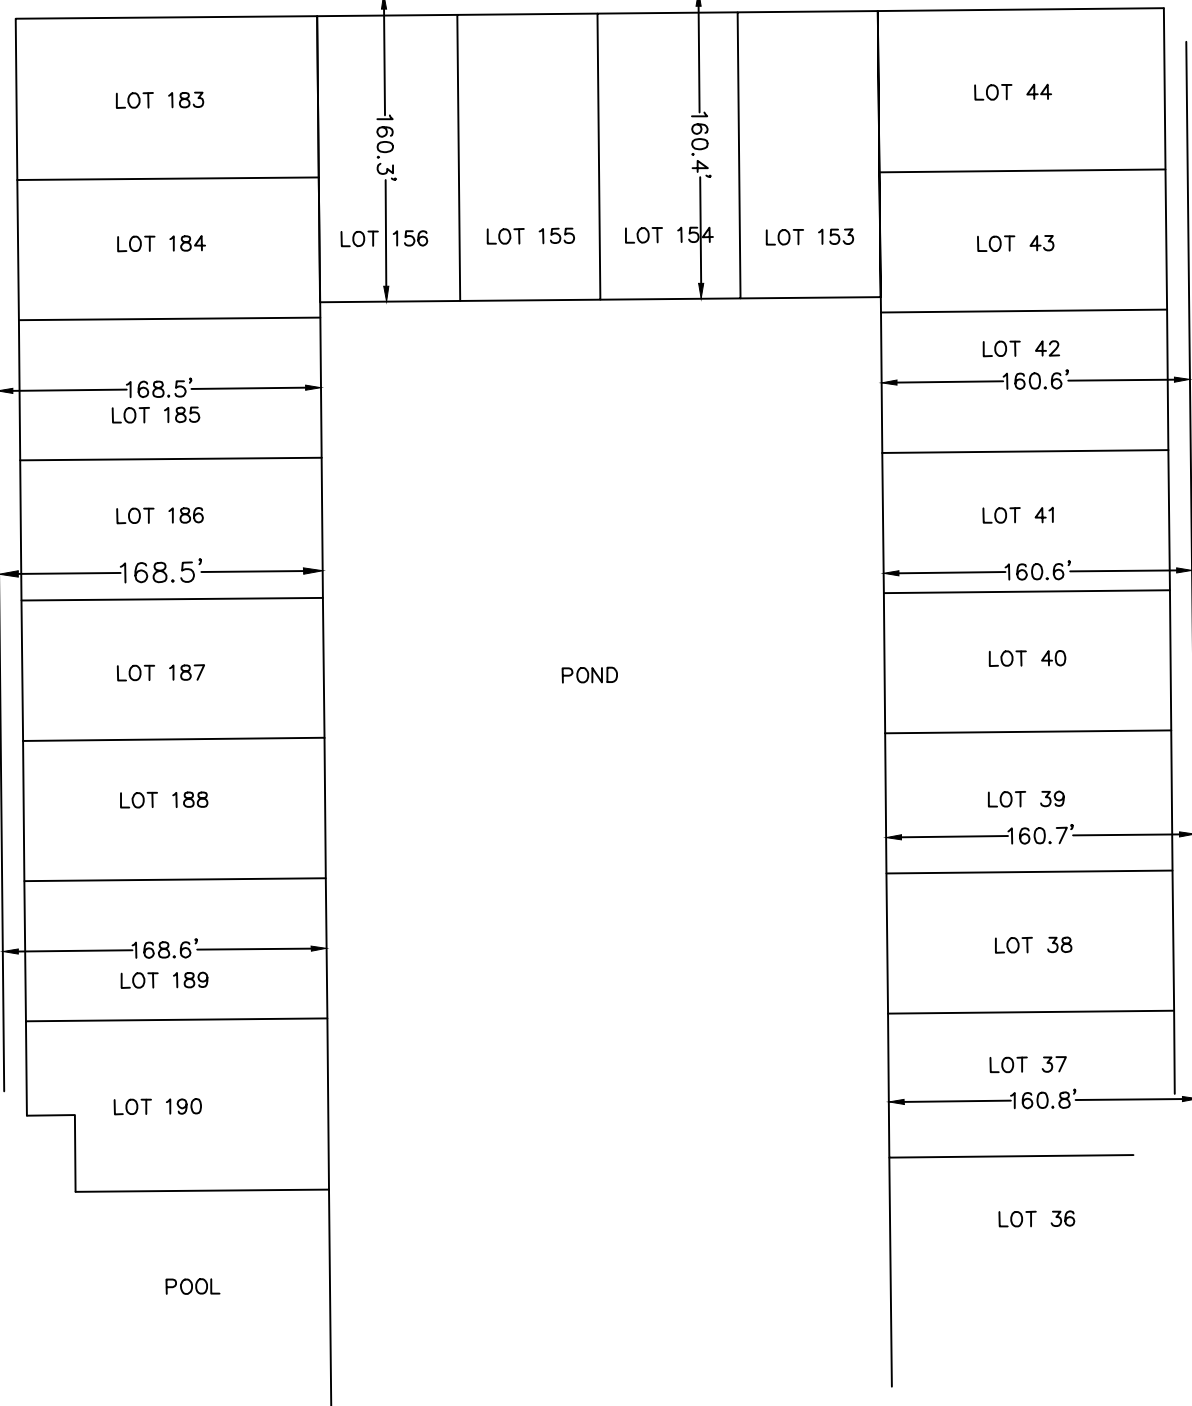 LOT 183
LOT 44
160.3'
160.4'
LOT 184
LOT 156
LOT 155
LOT 154
LOT 153
LOT 43
LOT 42
168.5'
160.6'
LOT 185
LOT 186
LOT 41
168.5'
160.6'
LOT 187
POND
LOT 40
LOT 188
LOT 39
160.7'
168.6'
LOT 38
LOT 189
LOT 37
LOT 190
160.8'
LOT 36
POOL